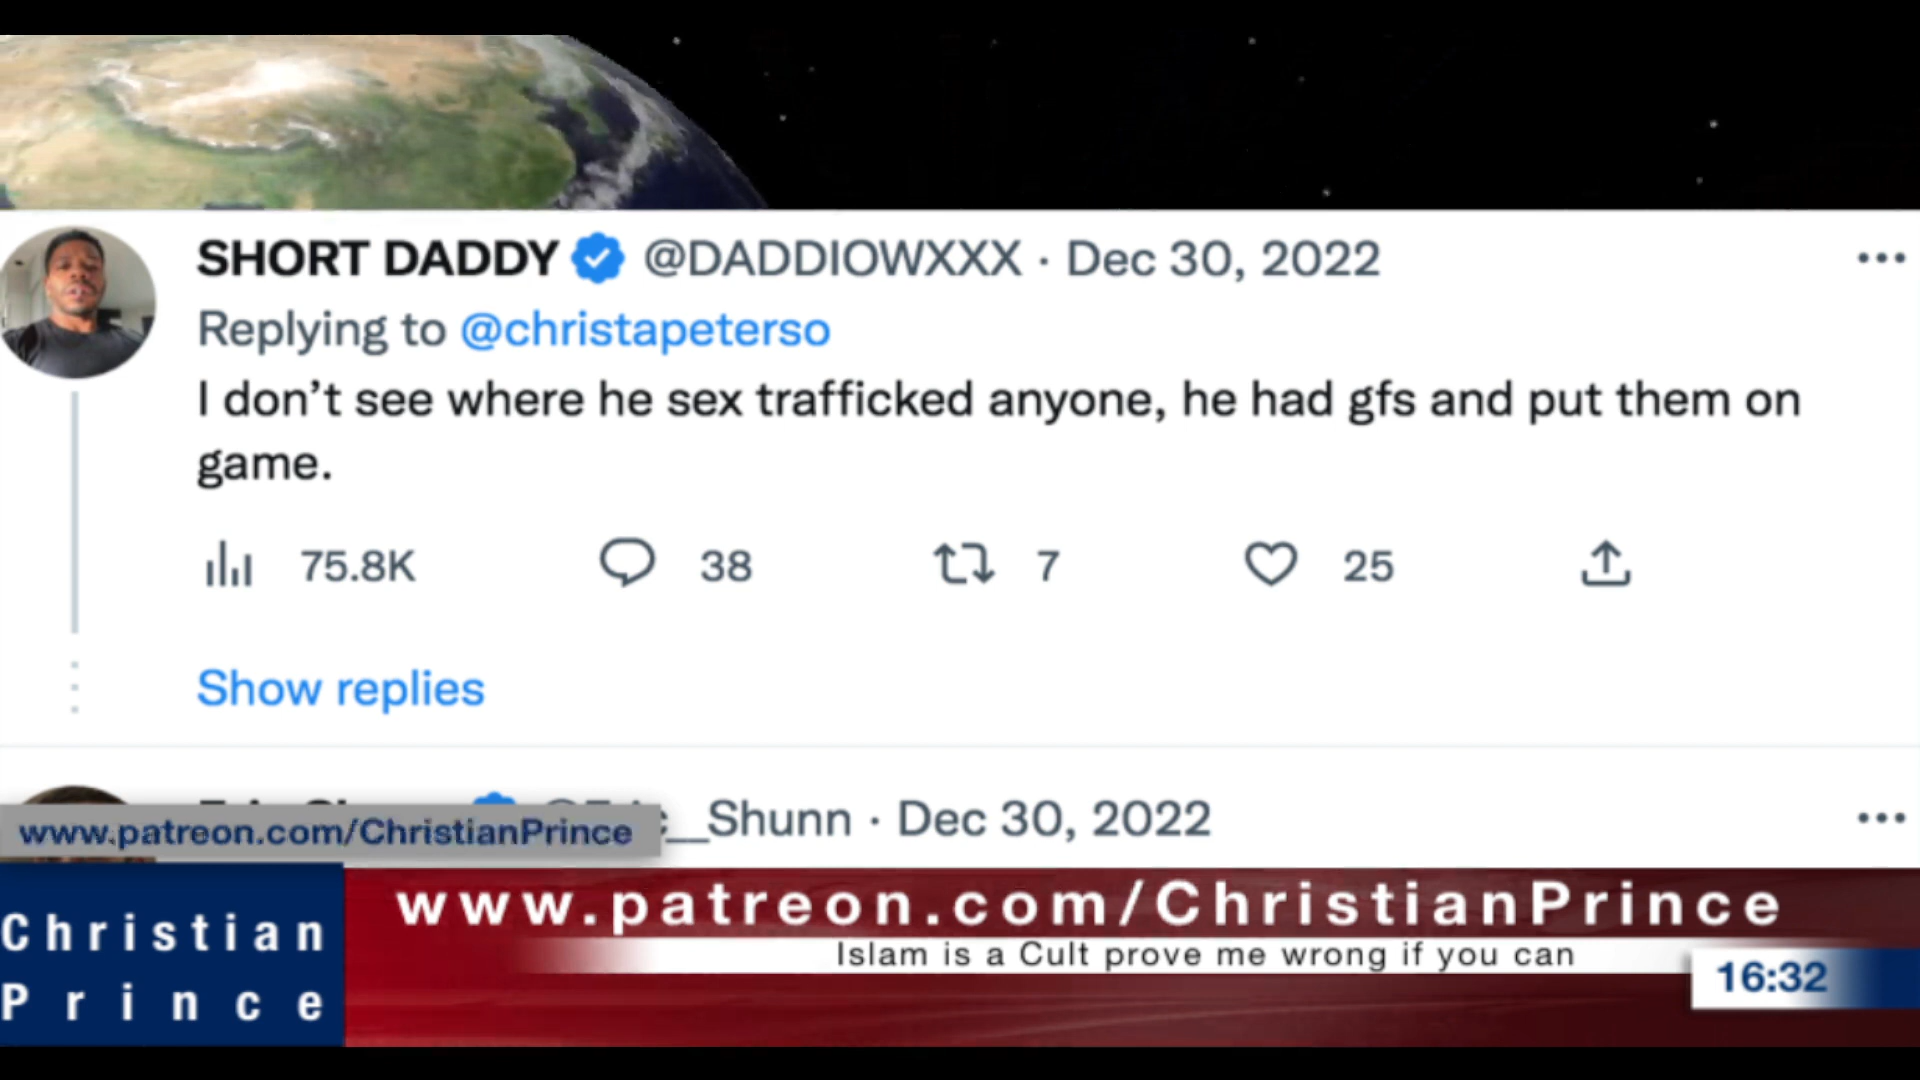 SHORT DADDY @DADDIOWXXX · Dec 30, 2022
Replying to @christapeterso
I don’t see where he sex trafficked anyone, he had gfs and put them on
game.
75.8K 38 7 25
Show replies
__Shunn · Dec 30, 2022
www.patreon.com/ChristianPrince
Christian
Prince
www.patreon.com/ChristianPrince
Islam is a Cult prove me wrong if you can
16:32